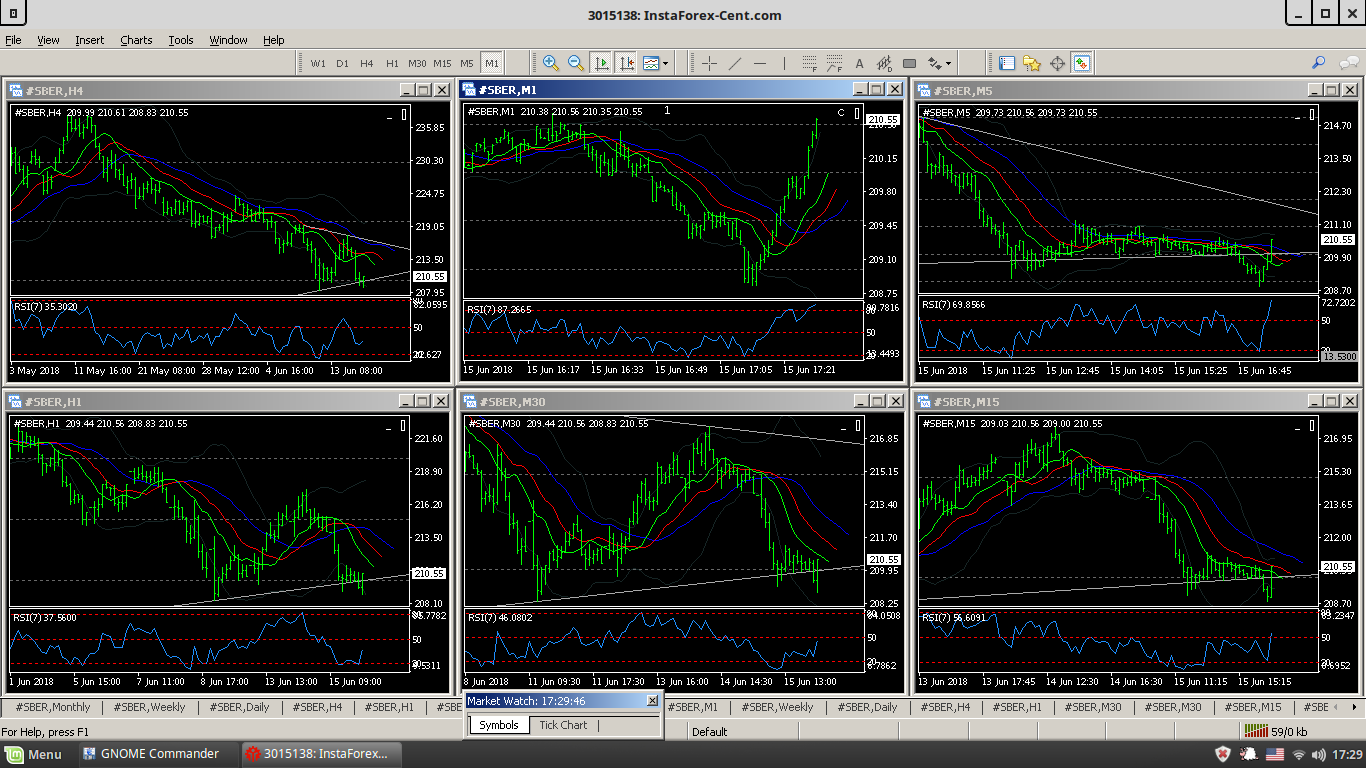 3015138: InstaForex-Cent.com
File View Insert Charts Tools Window Help
W1 D1 H4 H1 M30 M15 M5 M1
A
#SBER,H4
#SBER,H4 209.99 210.61 208.83 210.55
235.85
230.30
224.75
219.05
213.50
210.55
207.95
RSI(7) 35.3020
82.0595
50
3 May 2018 11 May 16:00 21 May 08:00 28 May 12:00 4 Jun 16:00 13 Jun 08:00
#SBER,M1
#SBER,M1 210.38 210.56 210.35 210.55 1 C
210.55
210.15
209.80
209.45
209.10
208.75
RSI(7) 87.2665
50
13.4493
15 Jun 2018 15 Jun 16:17 15 Jun 16:33 15 Jun 16:49 15 Jun 17:05 15 Jun 17:21
#SBER,M5
#SBER,M5 209.73 210.56 209.73 210.55
214.70
213.50
212.30
211.10
210.55
209.90
208.70
RSI(7) 69.8566
72.7202
50
13.5300
15 Jun 2018 15 Jun 11:25 15 Jun 12:45 15 Jun 14:05 15 Jun 15:25 15 Jun 16:45
#SBER,H1
#SBER,H1 209.44 210.56 208.83 210.55
221.60
218.90
216.20
213.50
210.55
208.10
RSI(7) 37.5600
50
1 Jun 2018 5 Jun 15:00 7 Jun 11:00 8 Jun 17:00 13 Jun 13:00 15 Jun 09:00
#SBER,M30
#SBER,M30 209.44 210.56 208.83 210.55
216.85
215.15
213.40
211.70
210.55
209.95
208.25
RSI(7) 46.0802
50
8 Jun 2018 11 Jun 09:30 11 Jun 17:30 13 Jun 16:00 14 Jun 14:30 15 Jun 13:00
#SBER,M15
#SBER,M15 209.03 210.56 209.00 210.55
216.95
215.30
213.65
212.00
210.55
208.70
RSI(7) 56.6091
50
13 Jun 2018 13 Jun 17:45 14 Jun 12:30 14 Jun 16:30 15 Jun 11:15 15 Jun 15:15
#SBER,Monthly #SBER,Weekly #SBER,Daily #SBER,H4 #SBER,H1 #SBE
#SBER,M1 #SBER,Weekly #SBER,Daily #SBER,H4 #SBER,H1 #SBER,M30 #SBER,M30 #SBER,M15 #SBE
Market Watch: 17:29:46
Symbols Tick Chart
For Help, press F1 Default 59/0 kb
Menu GNOME Commander 3015138: InstaForex... 17:29